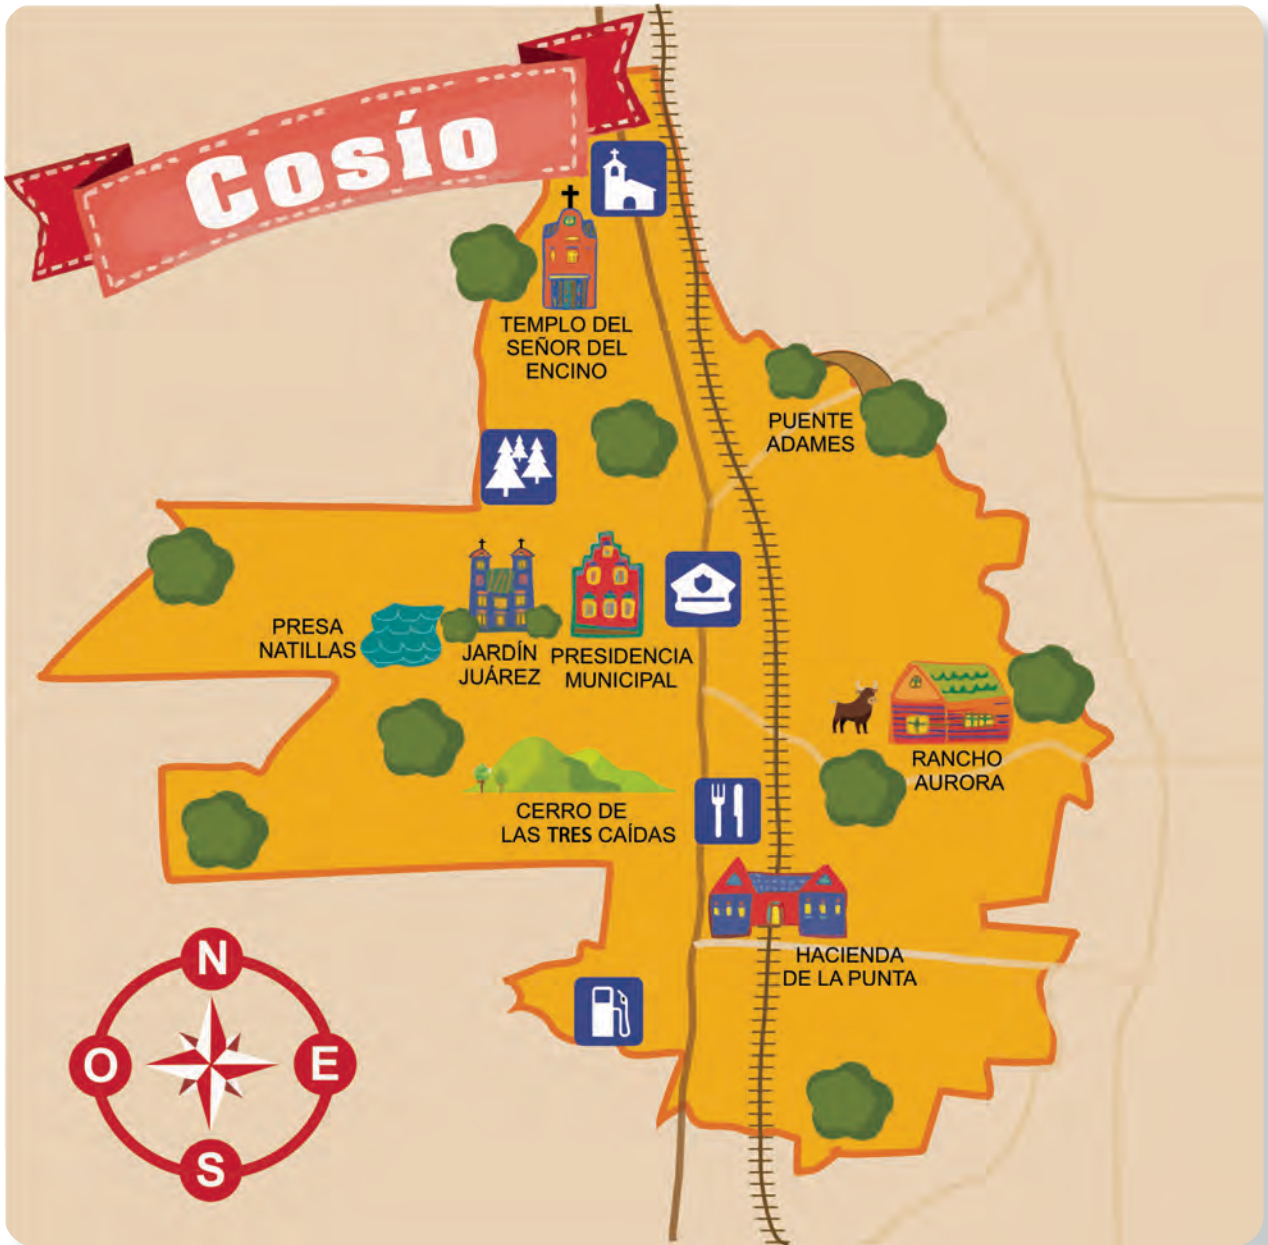 Cosío
TEMPLO DEL
SEÑOR DEL
ENCINO
PUENTE
ADAMES
PRESA
NATILLAS
JARDÍN
JUÁREZ
PRESIDENCIA
MUNICIPAL
RANCHO
AURORA
CERRO DE
LAS TRES CAÍDAS
HACIENDA
DE LA PUNTA
N
O
E
S